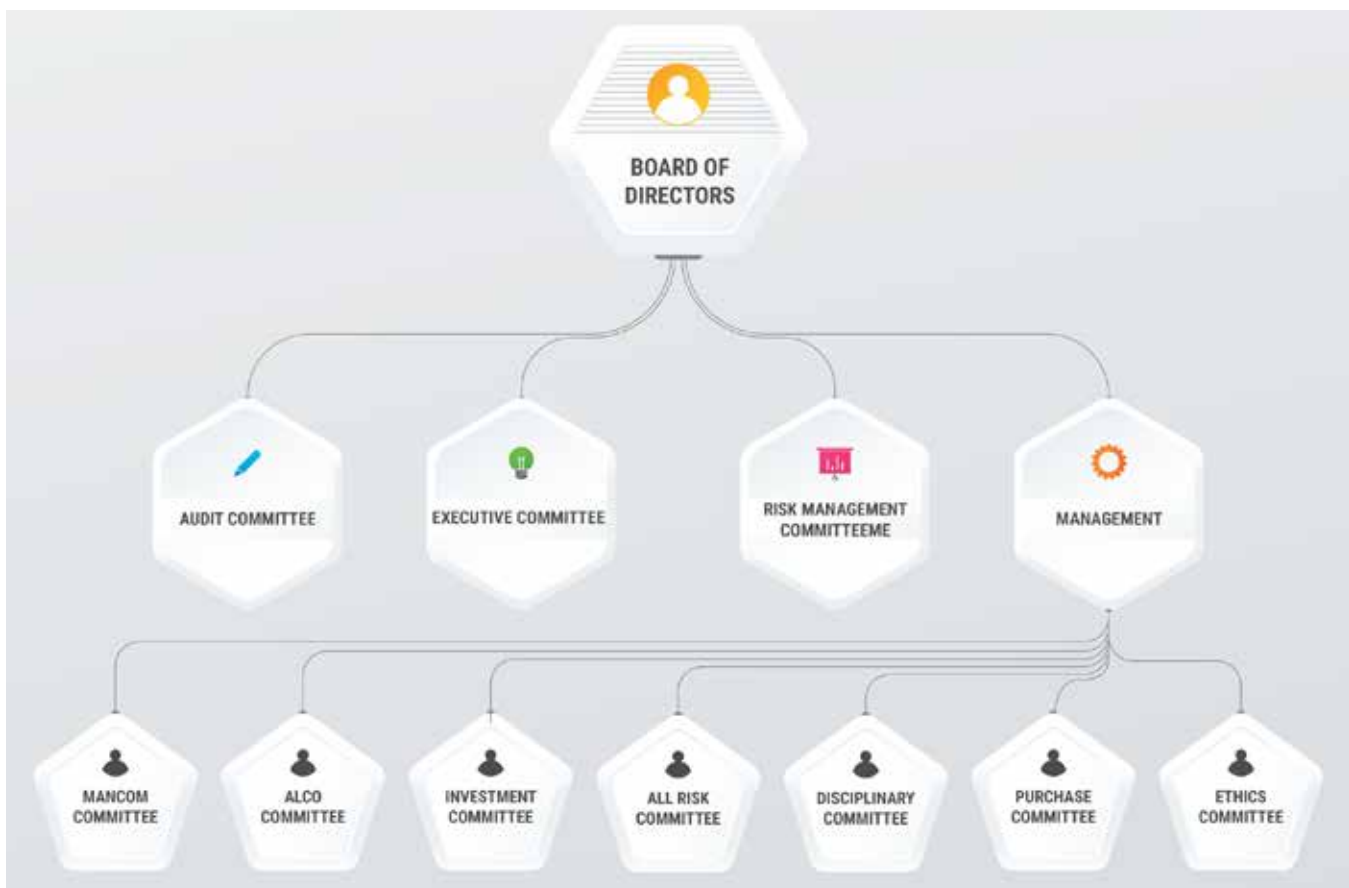 BOARD OF
DIRECTORS
AUDIT COMMITTEE
EXECUTIVE COMMITTEE
RISK MANAGEMENT
COMMITTEEME
MANAGEMENT
MANCOM
COMMITTEE
ALCO
COMMITTEE
INVESTMENT
COMMITTEE
ALL RISK
COMMITTEE
DISCIPLINARY
COMMITTEE
PURCHASE
COMMITTEE
ETHICS
COMMITTEE